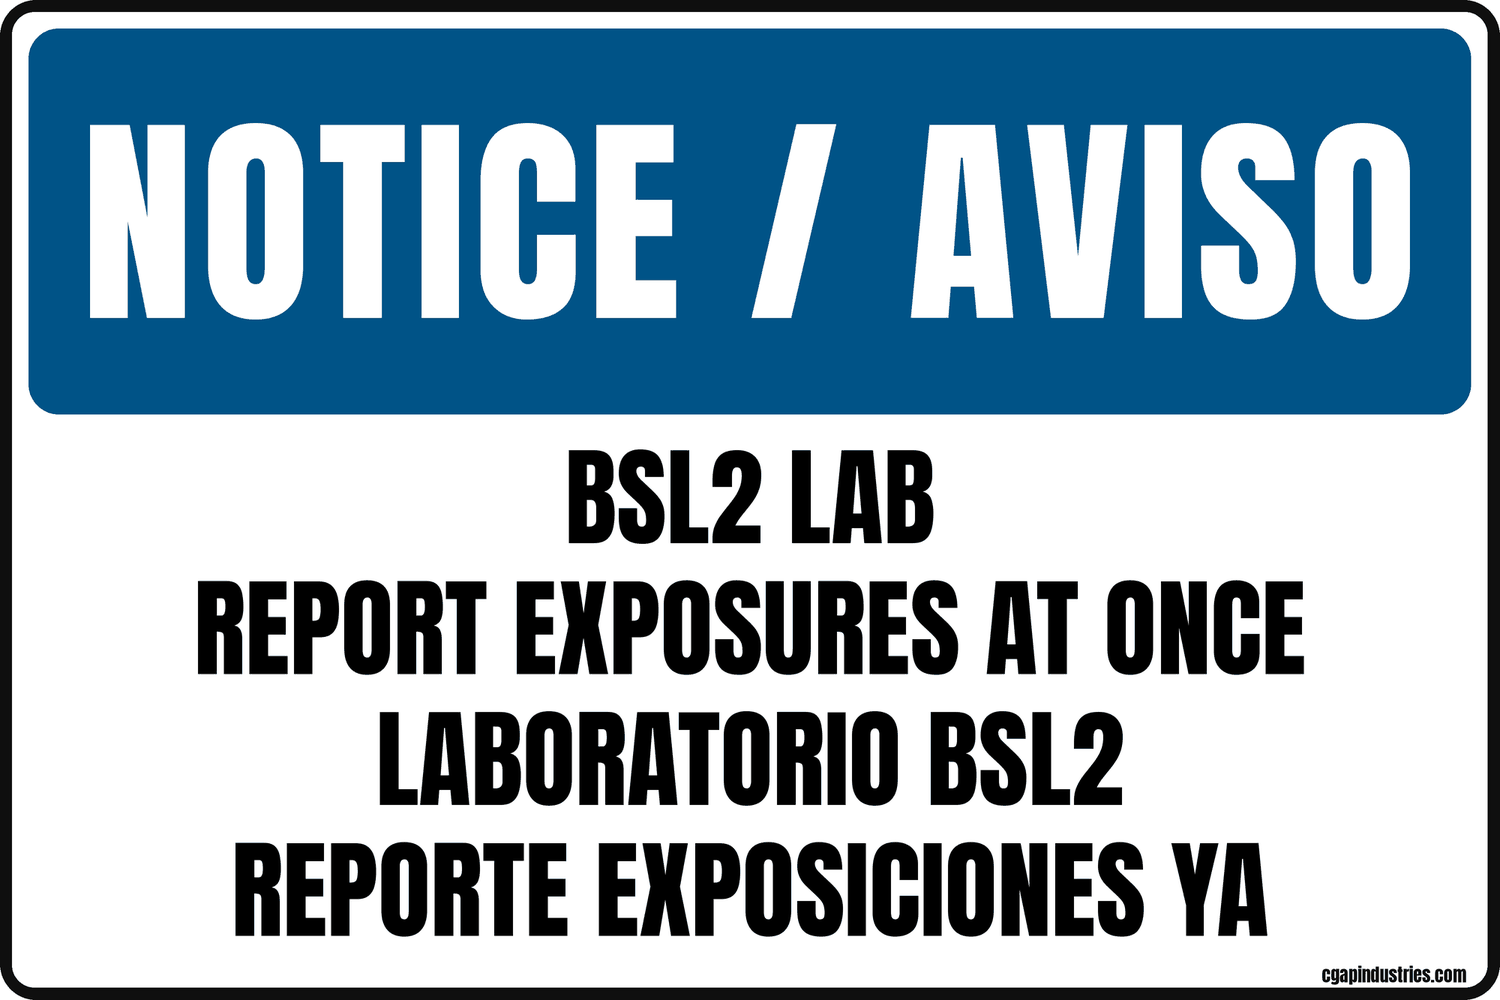 NOTICE / AVISO
BSL2 LAB
REPORT EXPOSURES AT ONCE
LABORATORIO BSL2
REPORTE EXPOSICIONES YA
cgapindustries.com